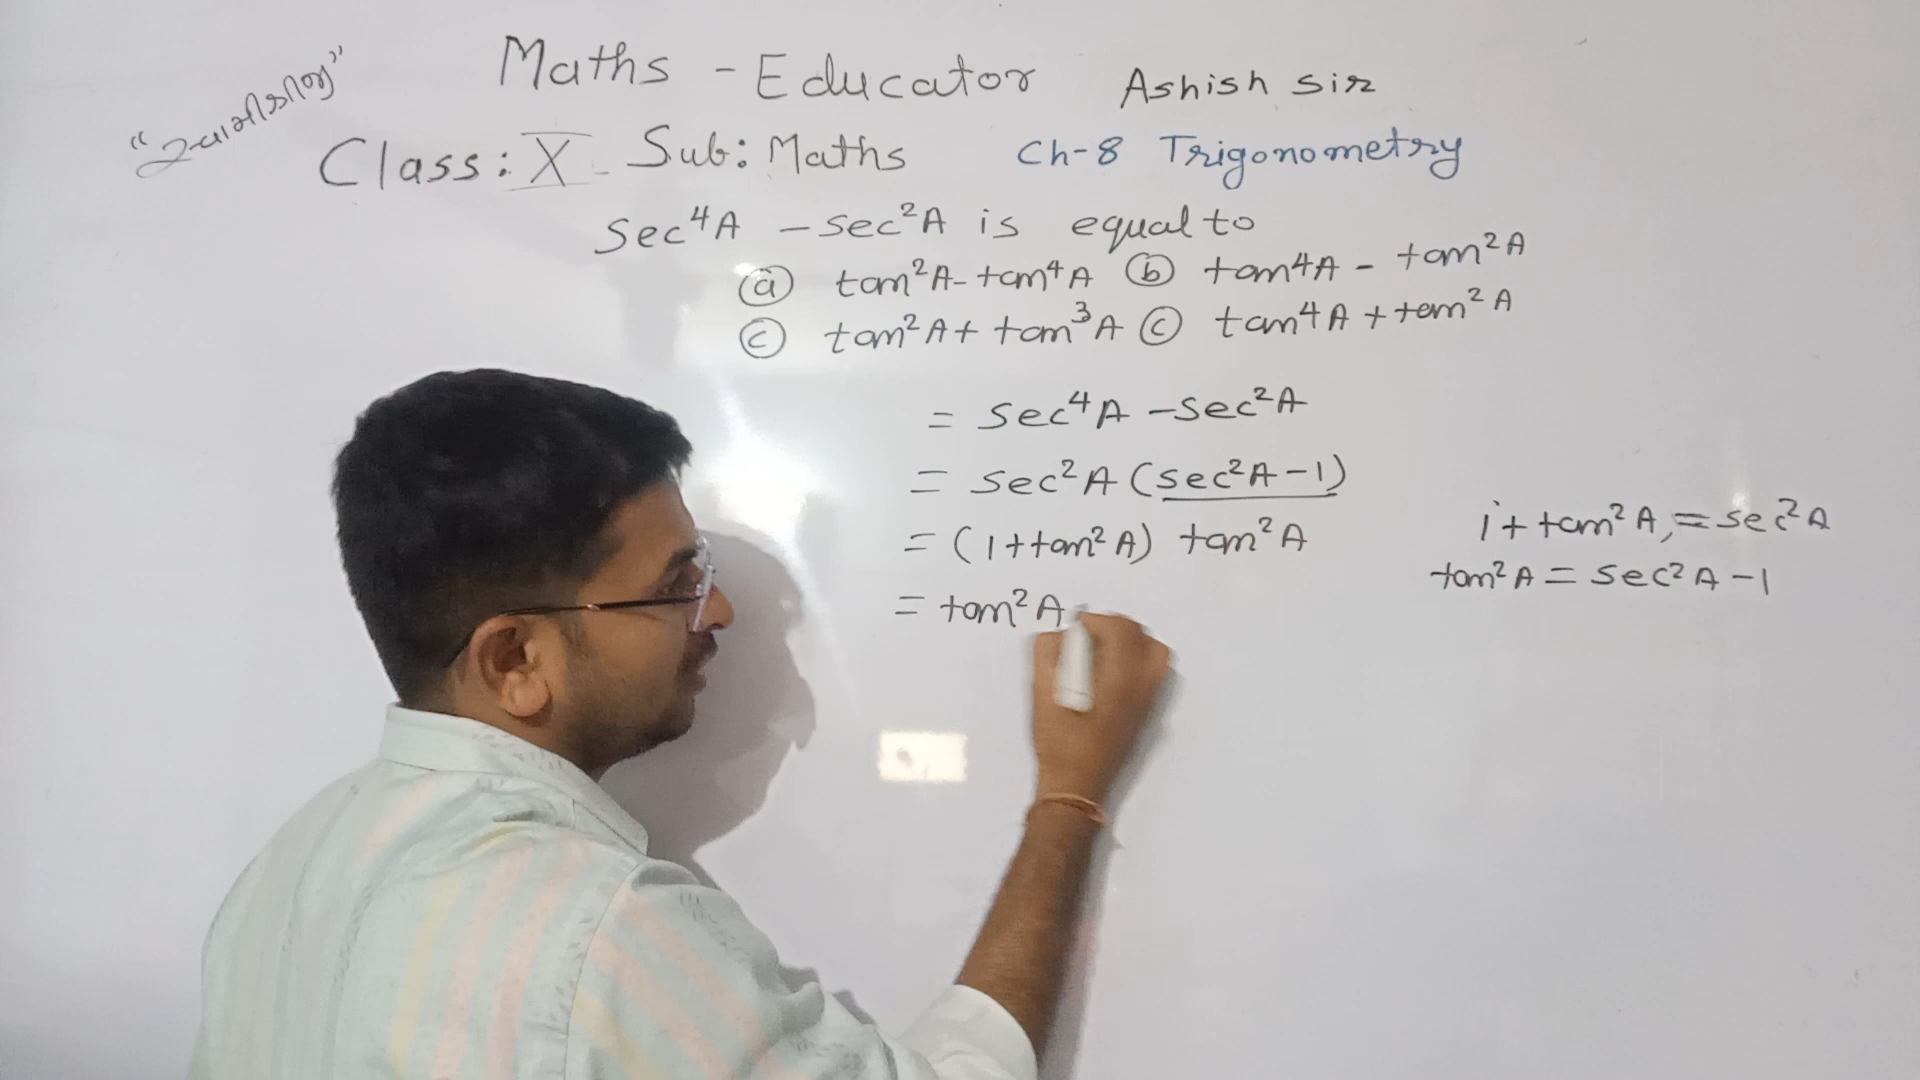 "સ્વામીશ્રીજી"
Maths - Educator Ashish sir
Class: X Sub: Maths Ch-8 Trigonometry
sec⁴A - sec²A is equal to
ⓐ tan²A - tan⁴A ⓑ tan⁴A - tan²A
ⓒ tan²A + tan³A ⓒ tan⁴A + tan²A
= sec⁴A - sec²A
= sec²A (sec²A - 1)
= (1 + tan²A) tan²A
= tan²A
1 + tan²A = sec²A
tan²A = sec²A - 1